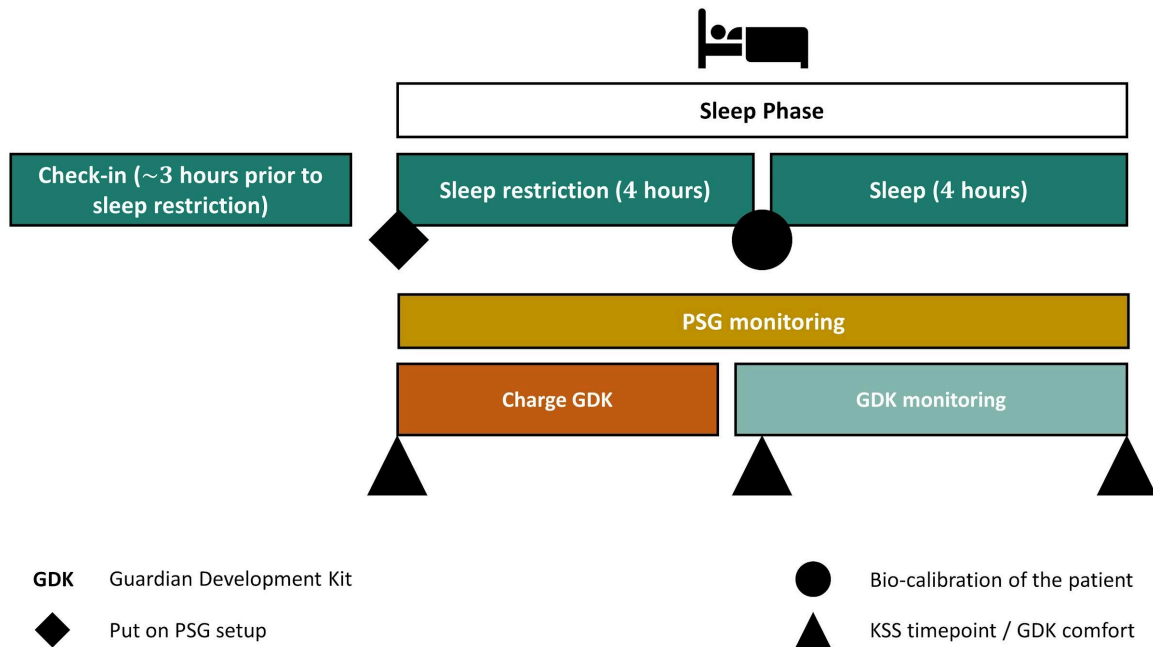 Sleep Phase
Check-in (~3 hours prior to
sleep restriction)
Sleep restriction (4 hours)
Sleep (4 hours)
PSG monitoring
Charge GDK
GDK monitoring
GDK Guardian Development Kit
Bio-calibration of the patient
Put on PSG setup
KSS timepoint / GDK comfort